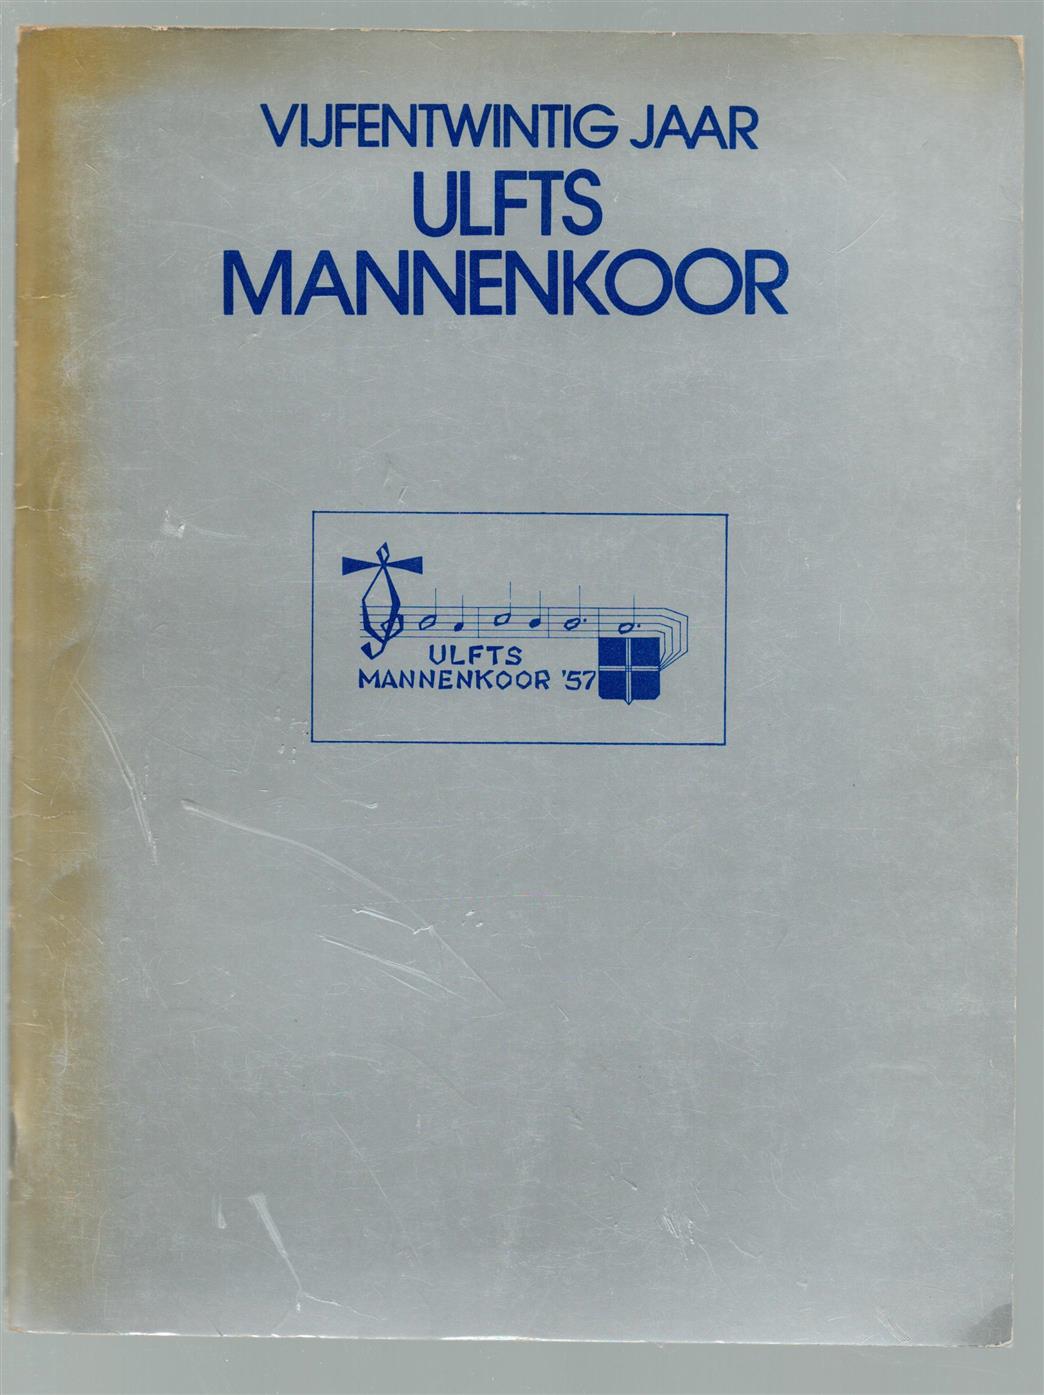 VIJFENTWINTIG JAAR
ULFTS
MANNENKOOR
ULFTS
MANNENKOOR '57